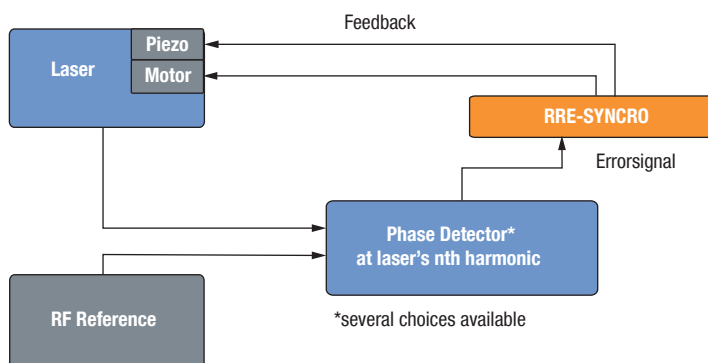 Feedback
Piezo
Laser
Motor
RRE-SYNCRO
Errorsignal
Phase Detector*
at laser's nth harmonic
RF Reference
*several choices available